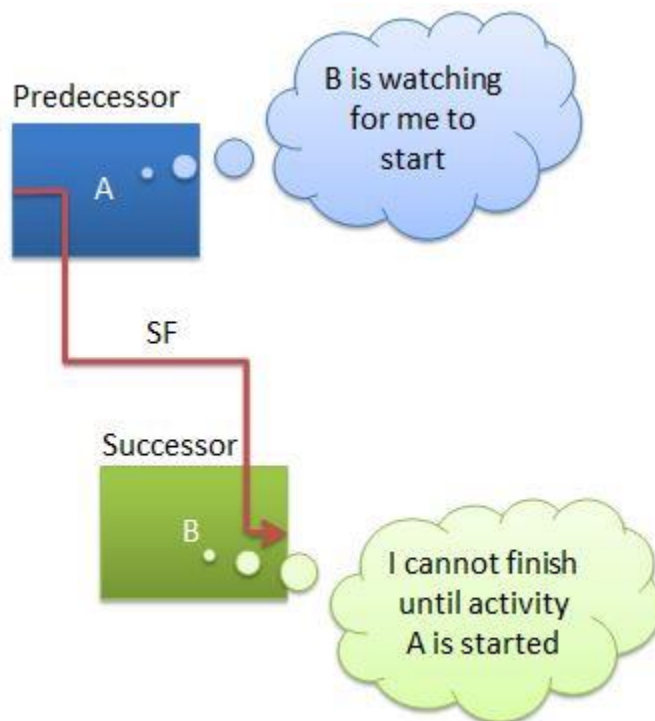 B is watching
for me to
start
Predecessor
A
SF
Successor
B
I cannot finish
until activity
A is started